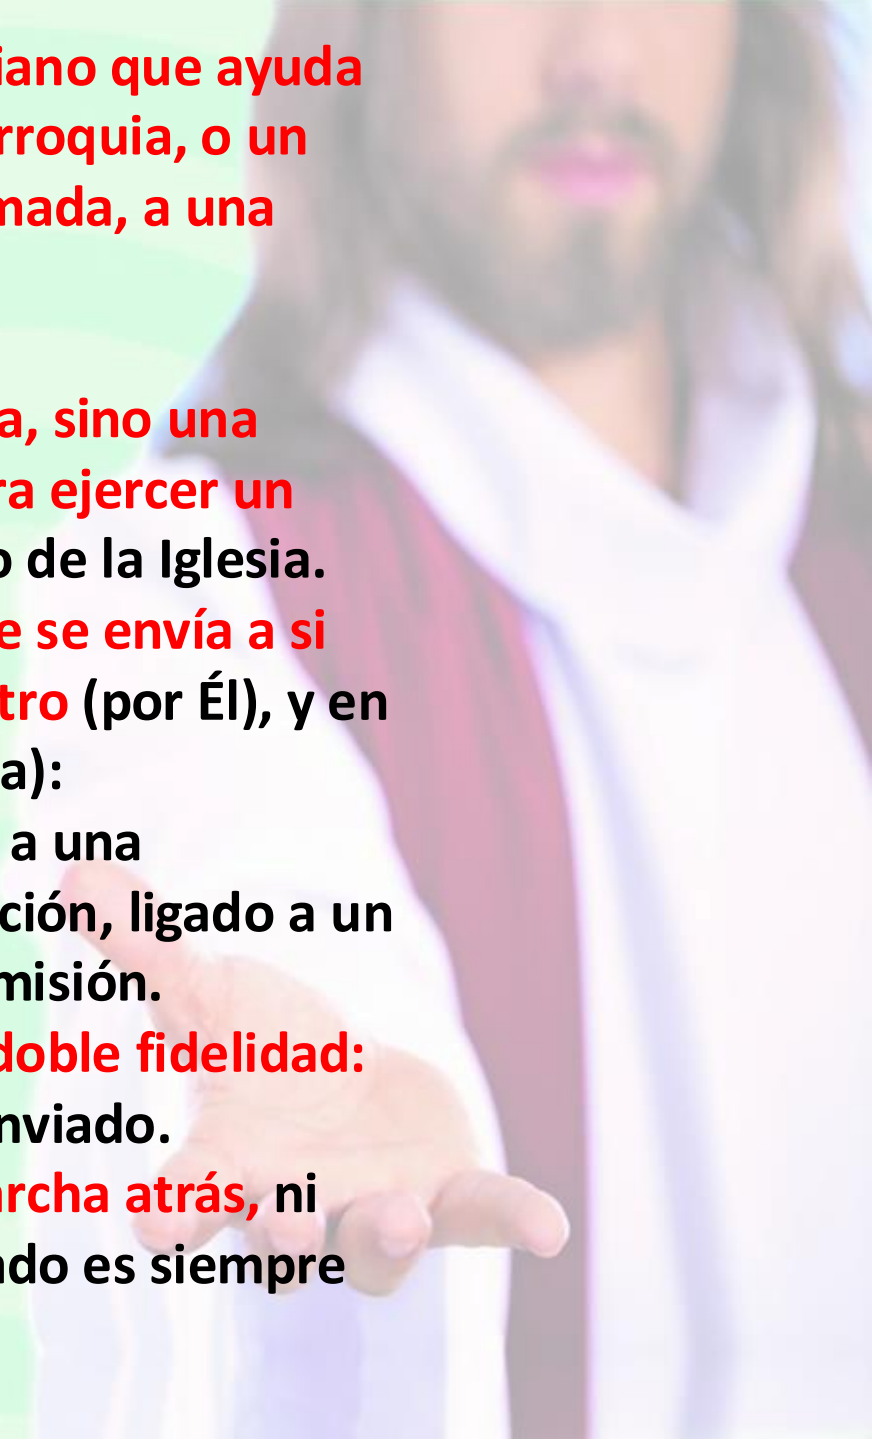 iano que ayuda
rroquia, o un
mada, a una
a, sino una
ra ejercer un
o de la Iglesia.
e se envía a si
tro (por Él), y en
a):
a una
ción, ligado a un
misión.
doble fidelidad:
nviado.
rcha atrás, ni
do es siempre